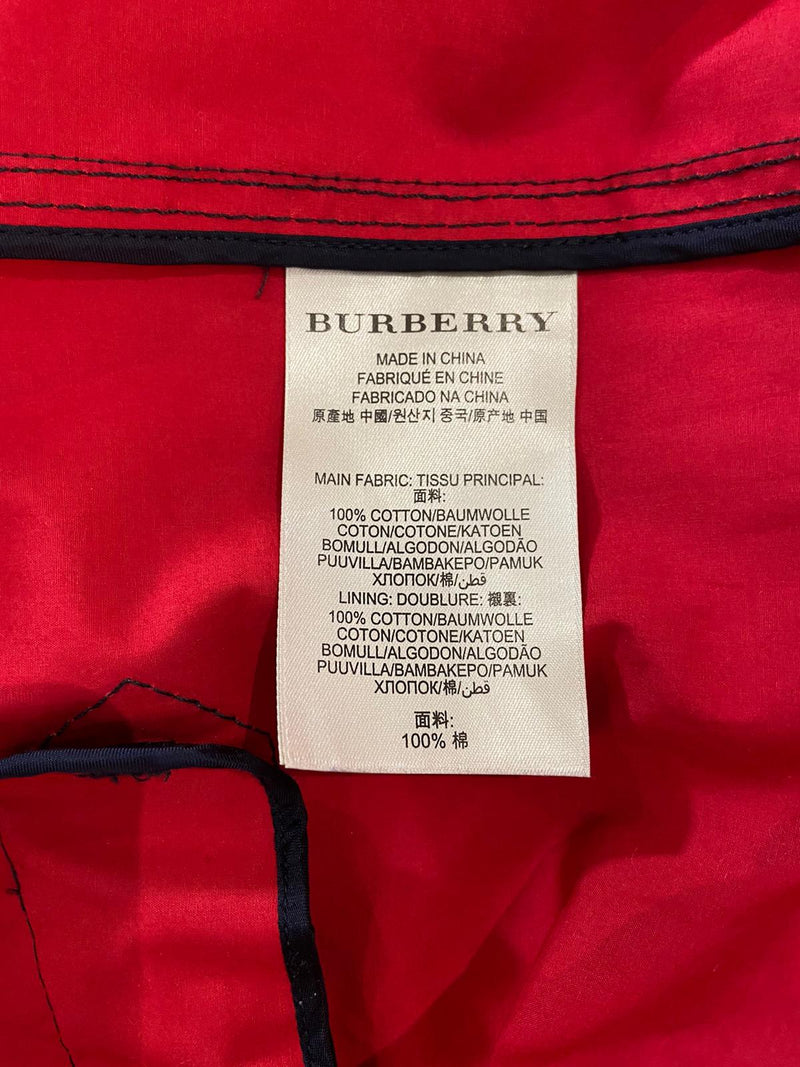 BURBERRY
MADE IN CHINA
FABRIQUÉ EN CHINE
FABRICADO NA CHINA
原產地 中國/원산지 중국/原产地 中国
MAIN FABRIC: TISSU PRINCIPAL:
面料:
100% COTTON/BAUMWOLLE
COTON/COTONE/KATOEN
BOMULL/ALGODON/ALGODÃO
PUUVILLA/BAMBAKEPO/PAMUK
ХЛОПОК/棉/قطن
LINING: DOUBLURE: 襯裏:
100% COTTON/BAUMWOLLE
COTON/COTONE/KATOEN
BOMULL/ALGODON/ALGODÃO
PUUVILLA/BAMBAKEPO/PAMUK
ХЛОПОК/棉/قطن
面料:
100% 棉